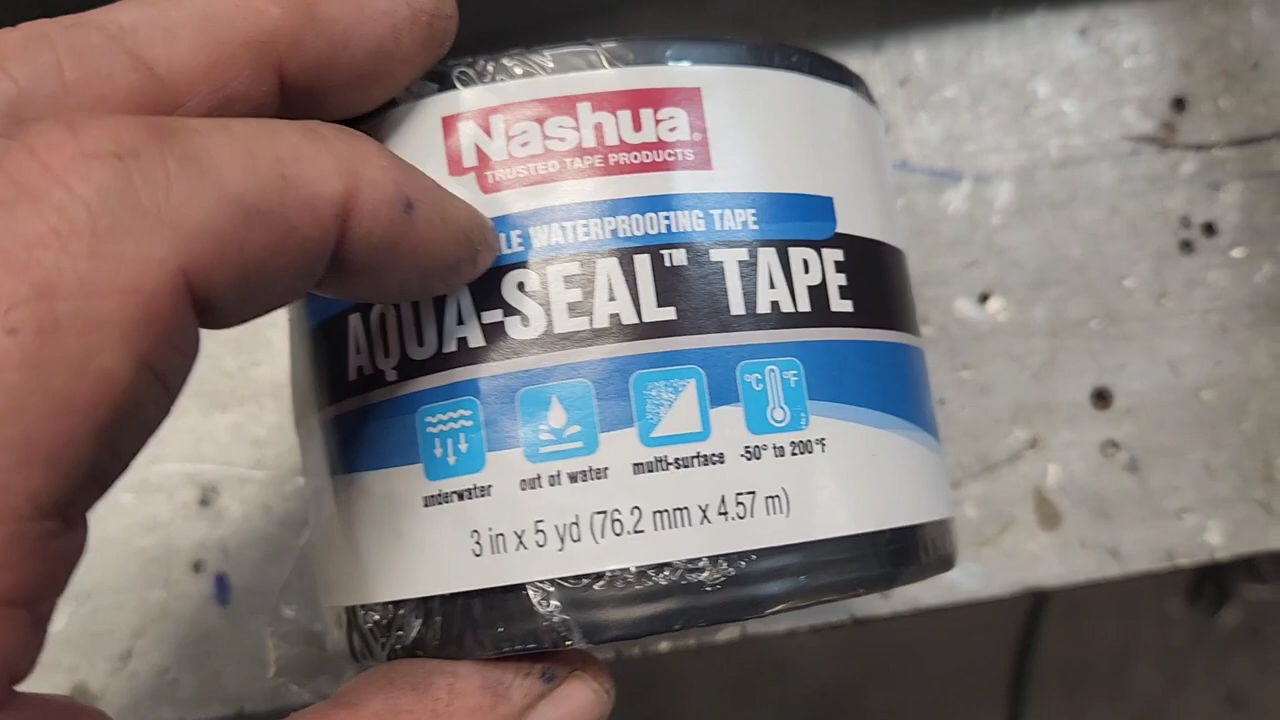 Nashua®
TRUSTED TAPE PRODUCTS
LE WATERPROOFING TAPE
AQUA-SEAL™ TAPE
°C °F
underwater
out of water
multi-surface
-50° to 200°F
3 in x 5 yd (76.2 mm x 4.57 m)